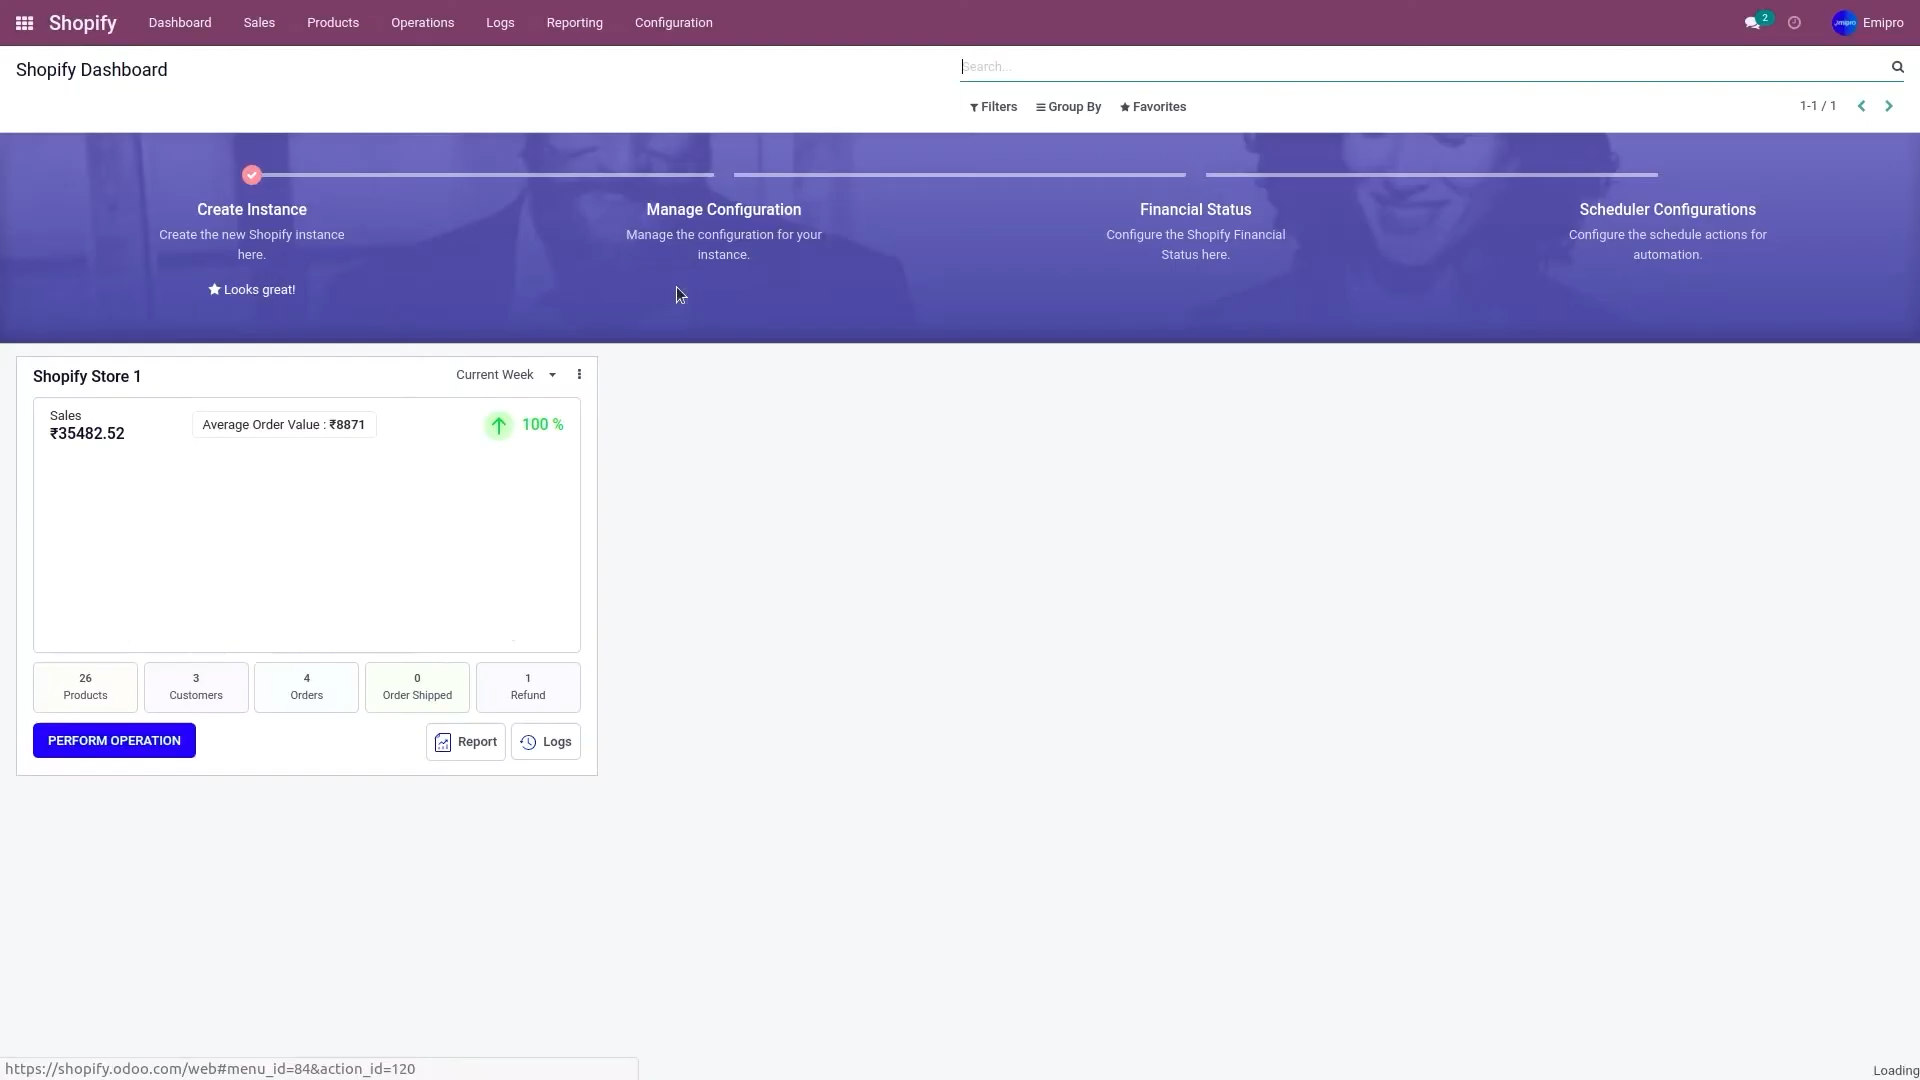 Shopify Dashboard Sales Products Operations Logs Reporting Configuration 2 Emipro
Shopify Dashboard
Search...
Filters Group By Favorites 1-1 / 1
Create Instance
Create the new Shopify instance
here.
Looks great!
Manage Configuration
Manage the configuration for your
instance.
Financial Status
Configure the Shopify Financial
Status here.
Scheduler Configurations
Configure the schedule actions for
automation.
Shopify Store 1 Current Week
Sales
₹35482.52
Average Order Value : ₹8871
100 %
26
Products
3
Customers
4
Orders
0
Order Shipped
1
Refund
PERFORM OPERATION Report Logs
https://shopify.odoo.com/web#menu_id=84&action_id=120
Loading